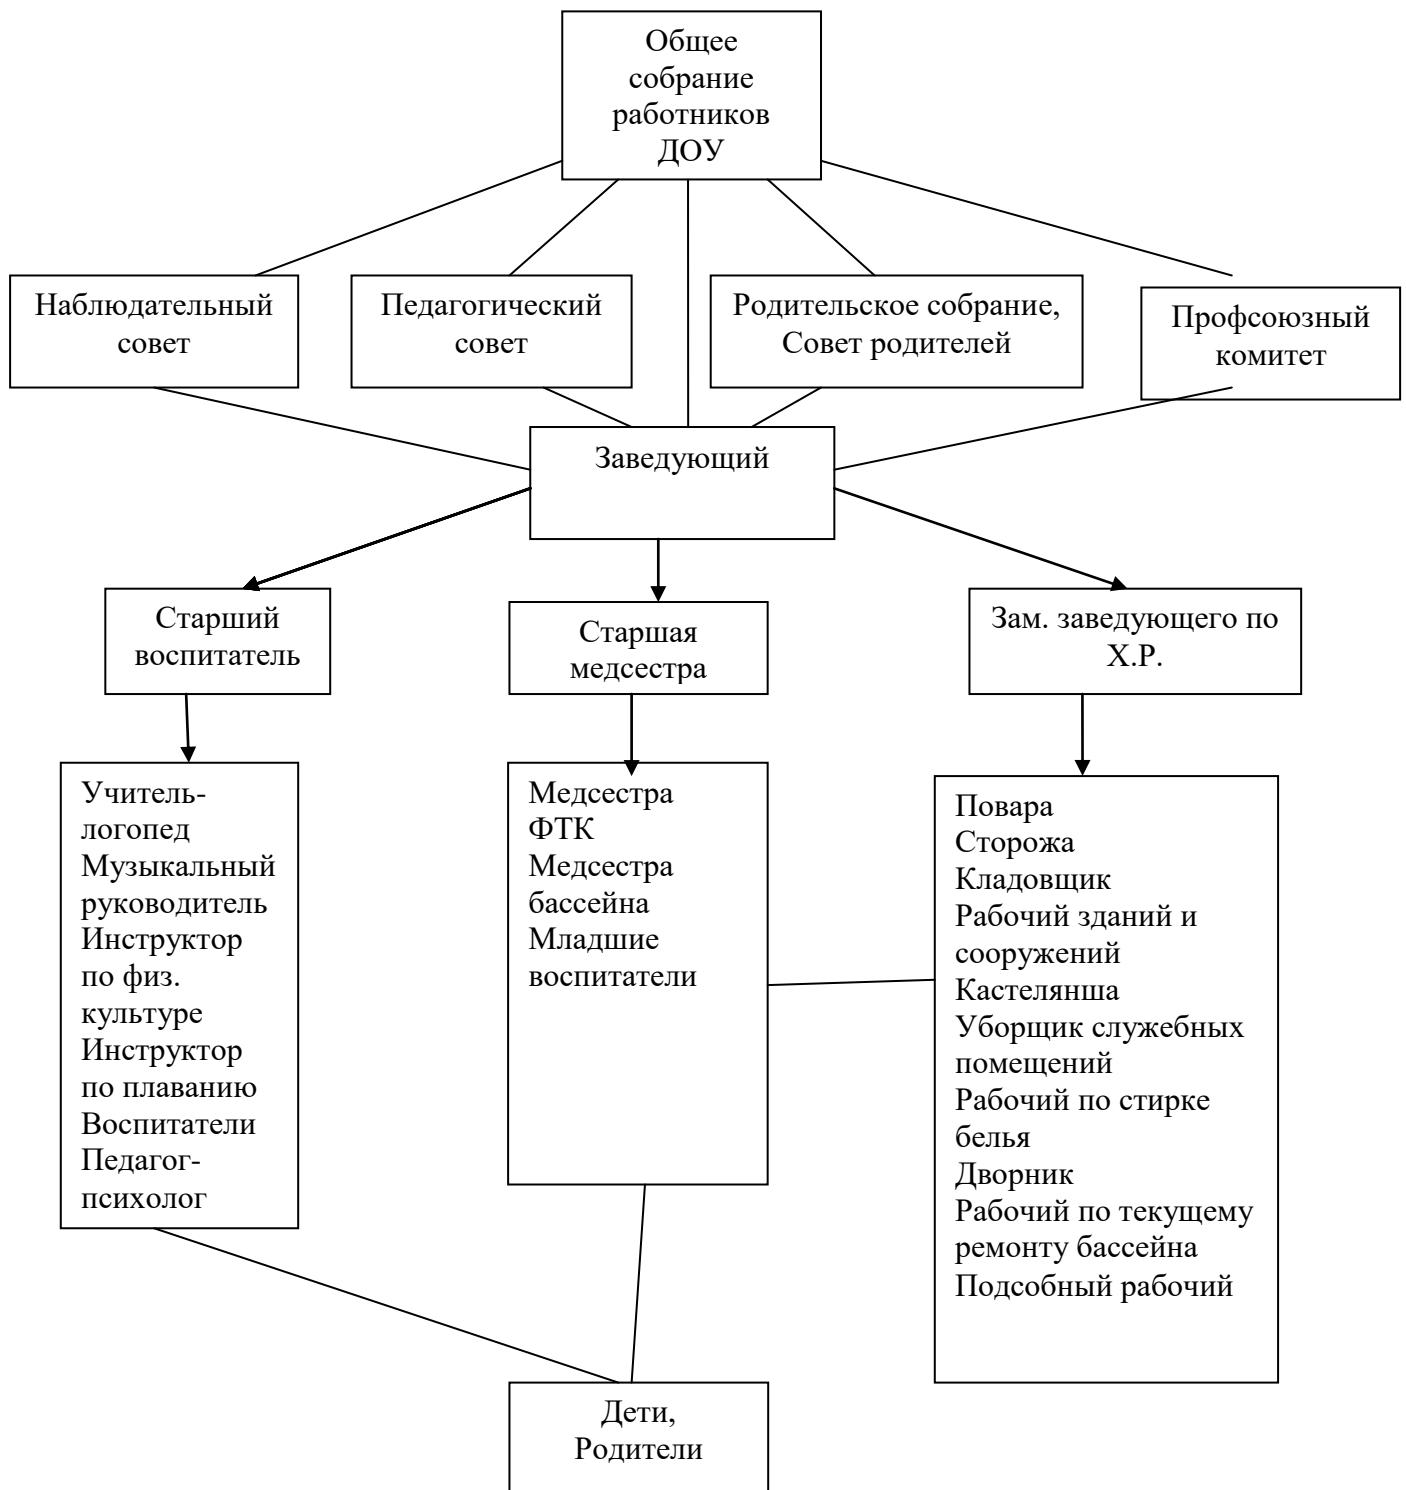 Общее
собрание
работников
ДОУ
Наблюдательный
совет
Педагогический
совет
Родительское собрание,
Совет родителей
Профсоюзный
комитет
Заведующий
Старший
воспитатель
Старшая
медсестра
Зам. заведующего по
Х.Р.
Учитель-
логопед
Музыкальный
руководитель
Инструктор
по физ.
культуре
Инструктор
по плаванию
Воспитатели
Педагог-
психолог
Медсестра
ФТК
Медсестра
бассейна
Младшие
воспитатели
Повара
Сторожа
Кладовщик
Рабочий зданий и
сооружений
Кастелянша
Уборщик служебных
помещений
Рабочий по стирке
белья
Дворник
Рабочий по текущему
ремонту бассейна
Подсобный рабочий
Дети,
Родители